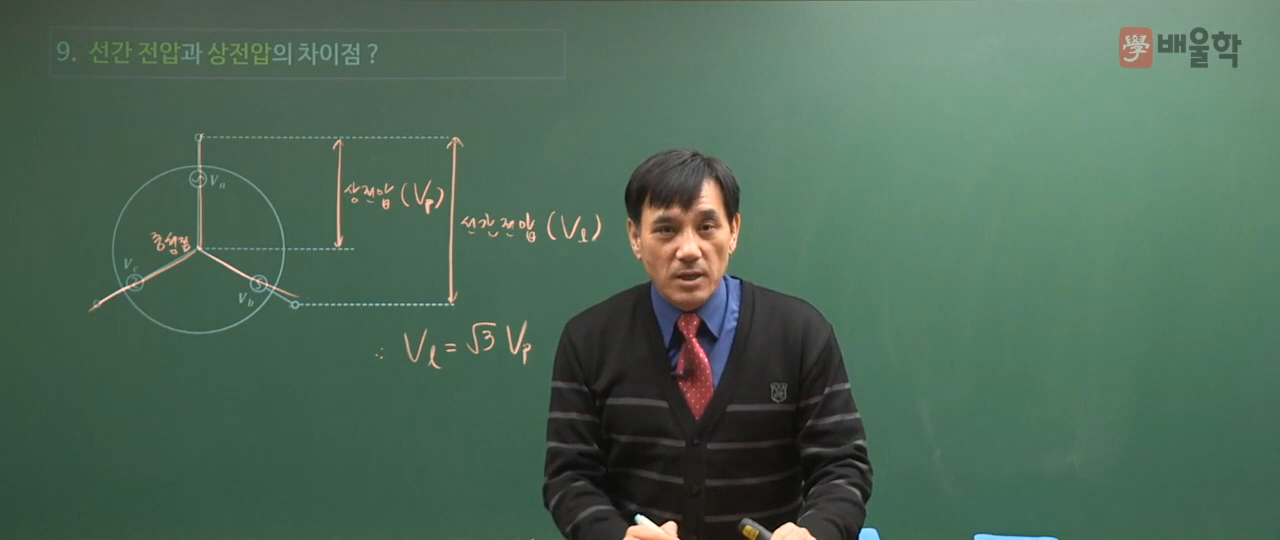 9. 선간 전압과 상전압의 차이점 ?
學 배울학
Va
상전압 (Vp)
선간전압 (Vℓ)
중성점
Vc
Vb
∴ Vℓ = √3 Vp